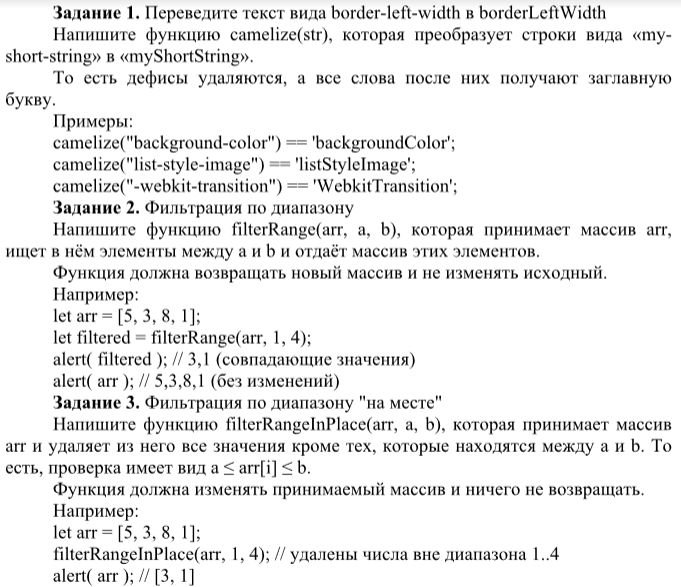 Задание 1. Переведите текст вида border-left-width в borderLeftWidth
Напишите функцию camelize(str), которая преобразует строки вида «my-
short-string» в «myShortString».
То есть дефисы удаляются, а все слова после них получают заглавную
букву.
Примеры:
camelize("background-color") == 'backgroundColor';
camelize("list-style-image") == 'listStyleImage';
camelize("-webkit-transition") == 'WebkitTransition';
Задание 2. Фильтрация по диапазону
Напишите функцию filterRange(arr, a, b), которая принимает массив arr,
ищет в нём элементы между a и b и отдаёт массив этих элементов.
Функция должна возвращать новый массив и не изменять исходный.
Например:
let arr = [5, 3, 8, 1];
let filtered = filterRange(arr, 1, 4);
alert( filtered ); // 3,1 (совпадающие значения)
alert( arr ); // 5,3,8,1 (без изменений)
Задание 3. Фильтрация по диапазону "на месте"
Напишите функцию filterRangeInPlace(arr, a, b), которая принимает массив
arr и удаляет из него все значения кроме тех, которые находятся между a и b. То
есть, проверка имеет вид a ≤ arr[i] ≤ b.
Функция должна изменять принимаемый массив и ничего не возвращать.
Например:
let arr = [5, 3, 8, 1];
filterRangeInPlace(arr, 1, 4); // удалены числа вне диапазона 1..4
alert( arr ); // [3, 1]